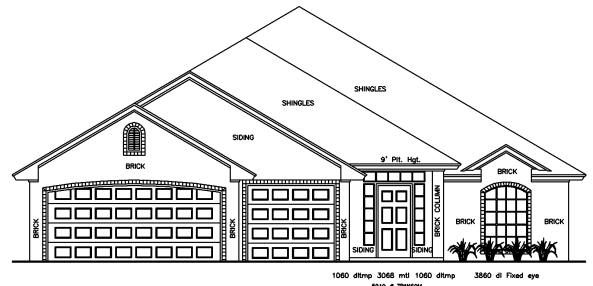 SHINGLES
SHINGLES
SIDING
9' Plt. Hgt.
BRICK
BRICK
BRICK
BRICK
BRICK
BRICK COLUMN
BRICK
BRICK
SIDING
SIDING
1060 dltmp 3068 mtl 1060 dltmp
3860 dl Fixed eye